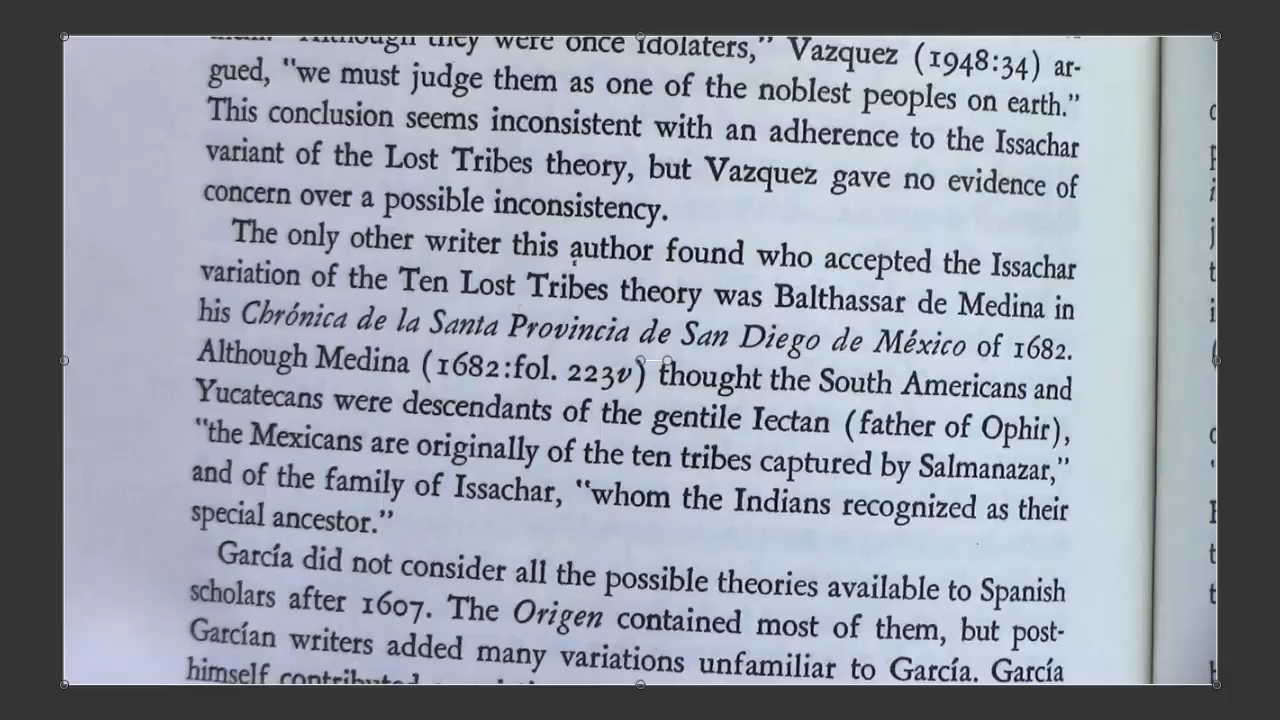 Although they were once idolaters,” Vazquez (1948:34) ar-
gued, “we must judge them as one of the noblest peoples on earth.”
This conclusion seems inconsistent with an adherence to the Issachar
variant of the Lost Tribes theory, but Vazquez gave no evidence of
concern over a possible inconsistency.
The only other writer this author found who accepted the Issachar
variation of the Ten Lost Tribes theory was Balthassar de Medina in
his Chrónica de la Santa Provincia de San Diego de México of 1682.
Although Medina (1682:fol. 223v) thought the South Americans and
Yucatecans were descendants of the gentile Iectan (father of Ophir),
“the Mexicans are originally of the ten tribes captured by Salmanazar,”
and of the family of Issachar, “whom the Indians recognized as their
special ancestor.”
García did not consider all the possible theories available to Spanish
scholars after 1607. The Origen contained most of them, but post-
Garcían writers added many variations unfamiliar to García. García
himself contributed